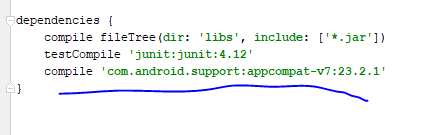 dependencies {
    compile fileTree(dir: 'libs', include: ['*.jar'])
    testCompile 'junit:junit:4.12'
    compile 'com.android.support:appcompat-v7:23.2.1'
}